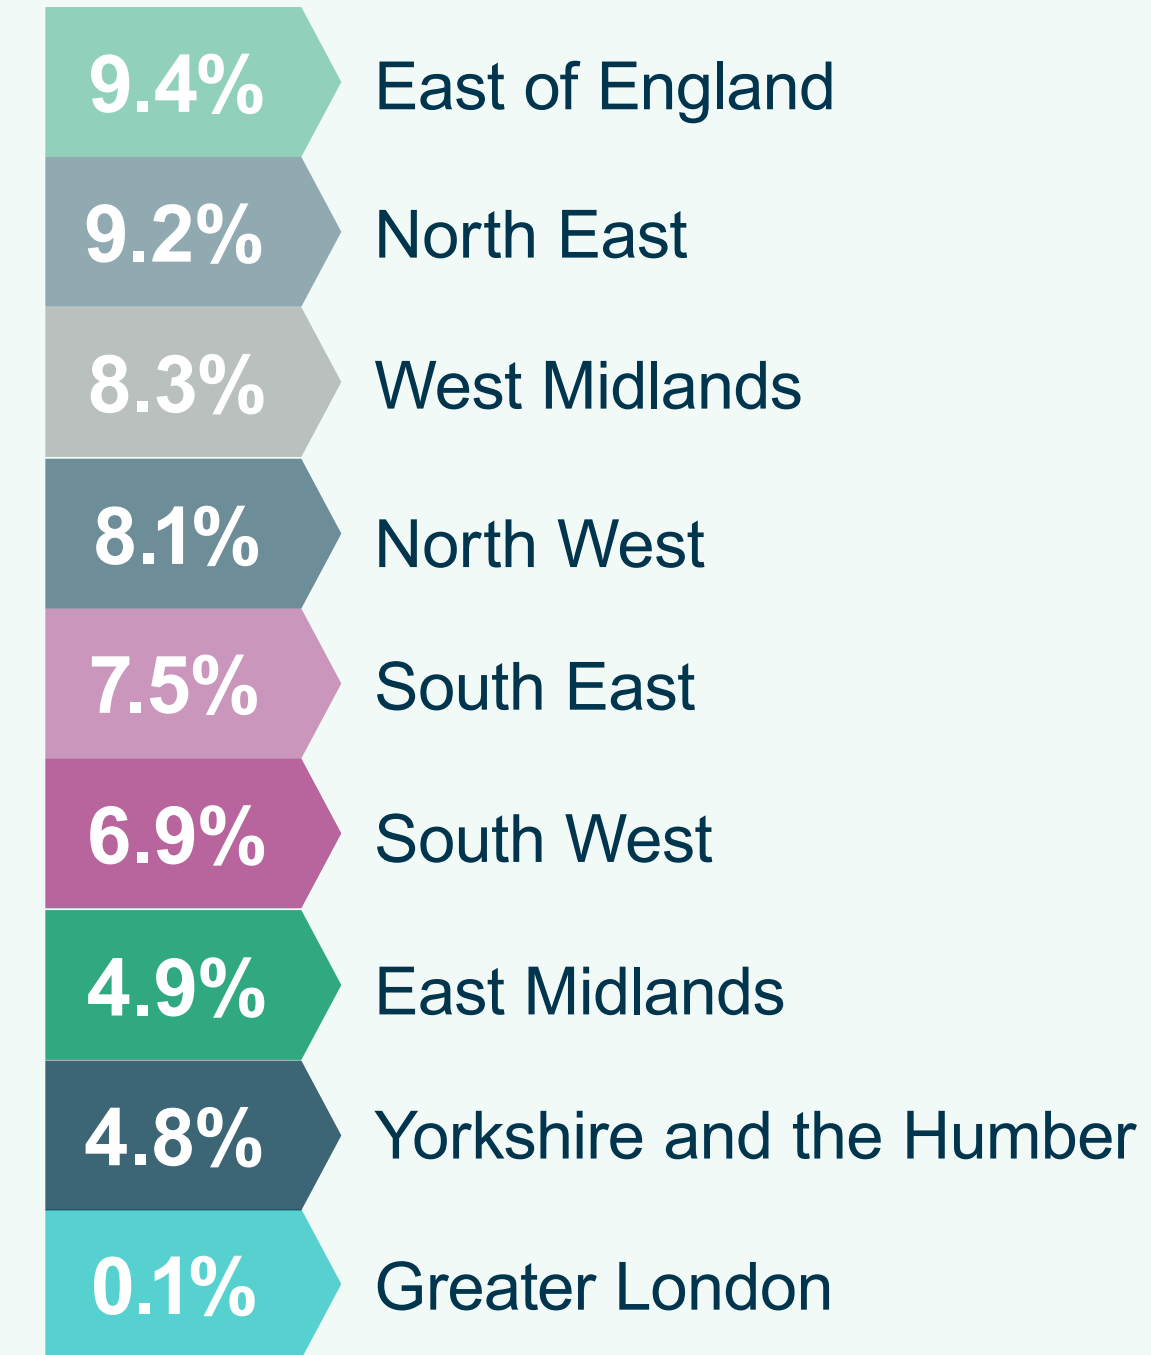 9.4% East of England
9.2% North East
8.3% West Midlands
8.1% North West
7.5% South East
6.9% South West
4.9% East Midlands
4.8% Yorkshire and the Humber
0.1% Greater London